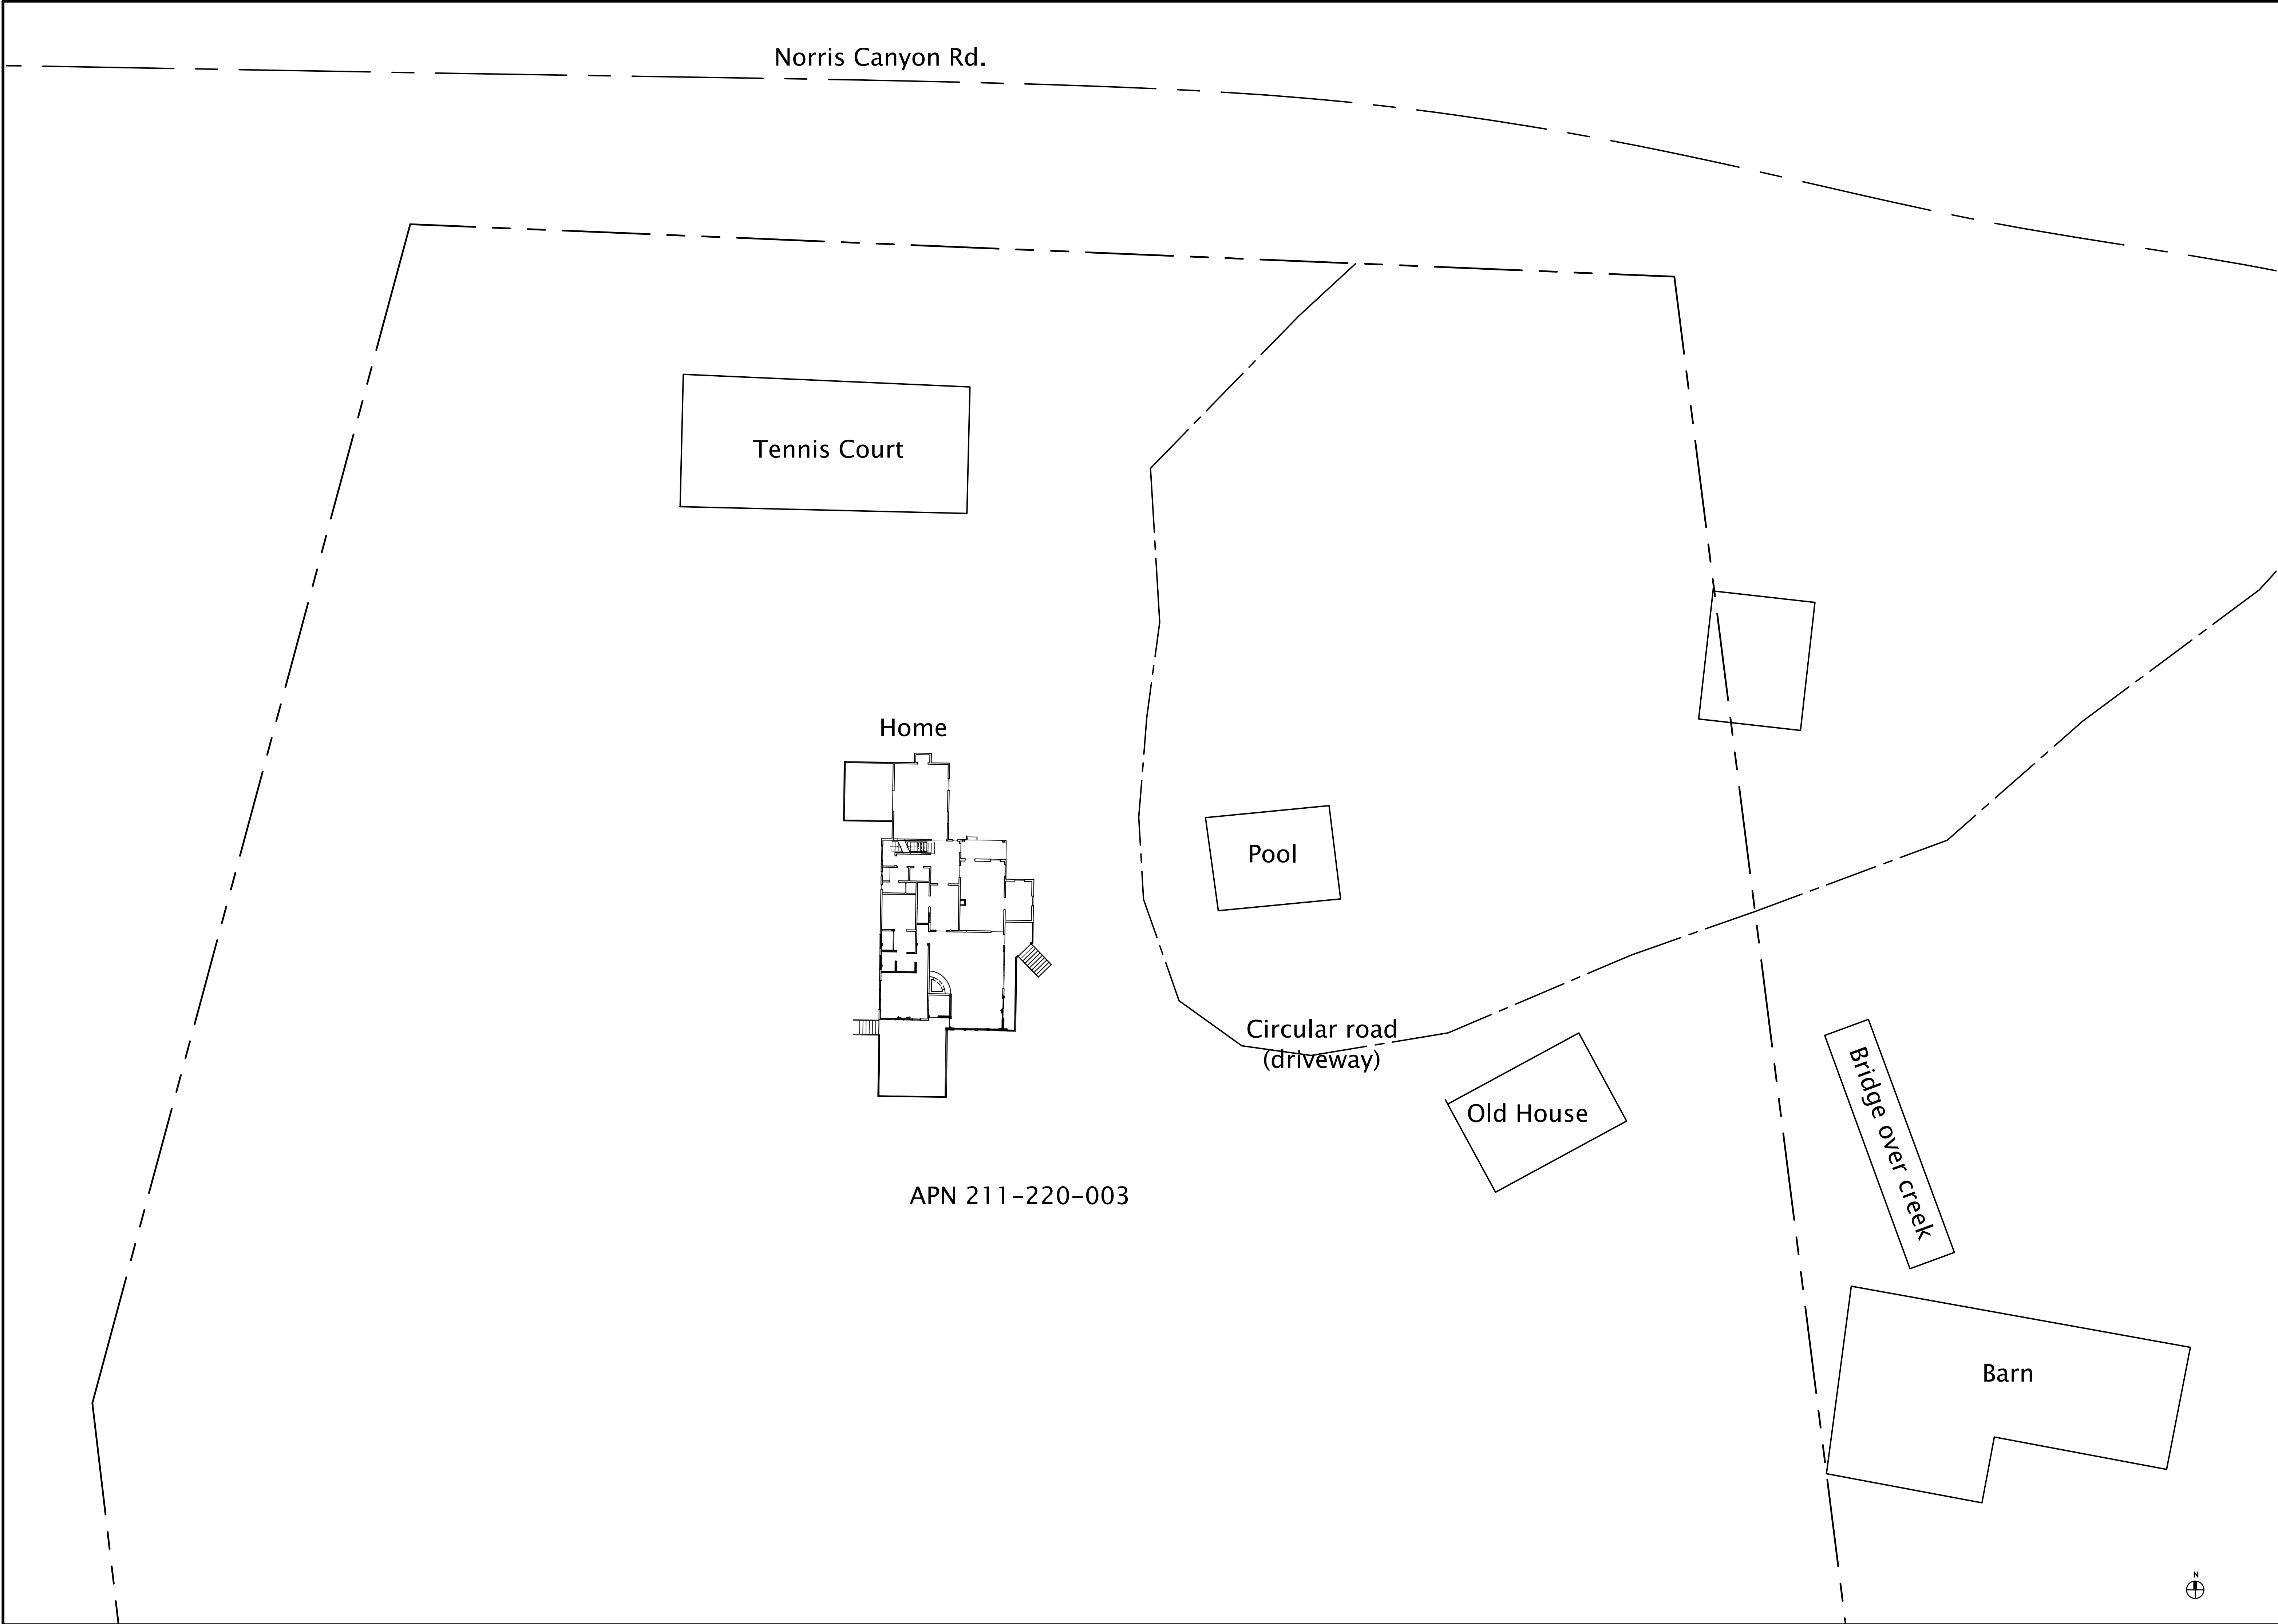 Norris Canyon Rd.
Tennis Court
Home
Pool
Circular road
(driveway)
Old House
Bridge over creek
APN 211-220-003
Barn
N